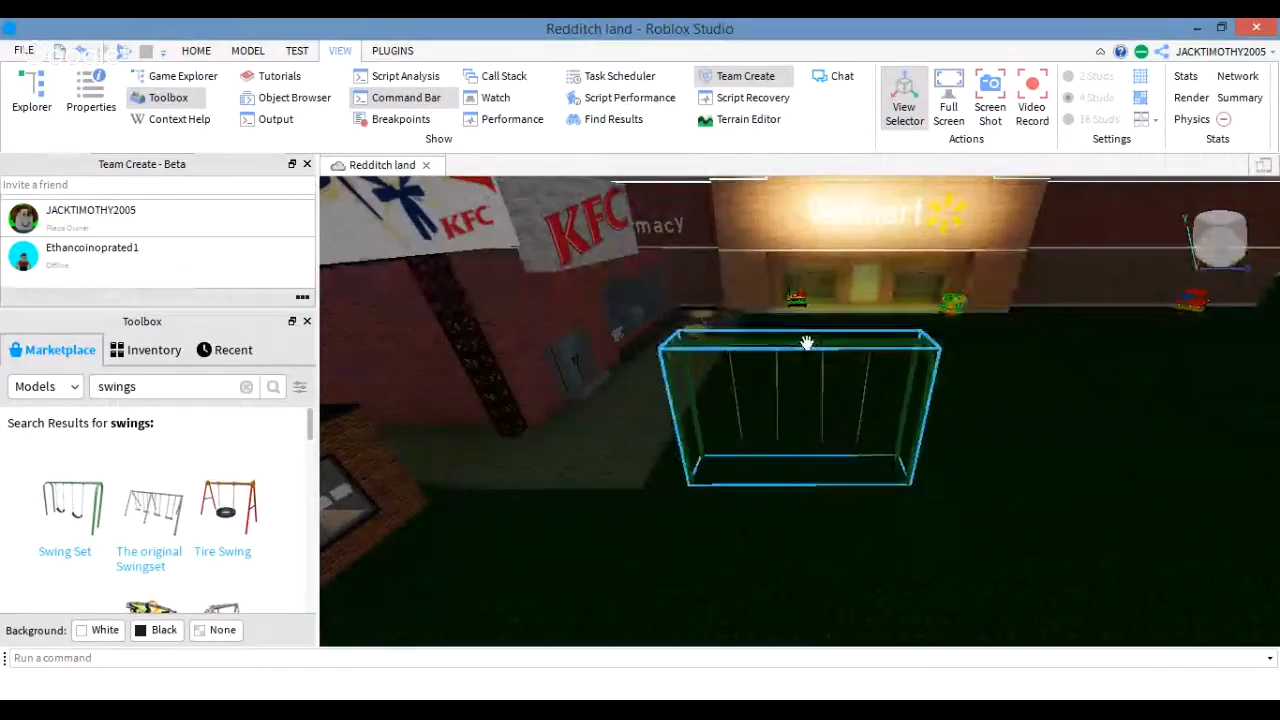 Redditch land - Roblox Studio
FILE HOME MODEL TEST VIEW PLUGINS JACKTIMOTHY2005
Explorer
Properties
Game Explorer
Toolbox
Context Help
Tutorials
Object Browser
Output
Script Analysis
Command Bar
Breakpoints
Call Stack
Watch
Performance
Task Scheduler
Script Performance
Find Results
Team Create
Script Recovery
Terrain Editor
Chat
Show
View Selector
Full Screen
Screen Shot
Video Record
Actions
2 Studs
4 Studs
16 Studs
Settings
Stats Network
Render Summary
Physics
Stats
Team Create - Beta
Invite a friend
JACKTIMOTHY2005
Place Owner
Ethancoinoprated1
Offline
Redditch land
Toolbox
Marketplace Inventory Recent
Models swings
Search Results for swings:
Swing Set
The original Swingset
Tire Swing
Background: White Black None
Run a command
KFC
KFC
macy